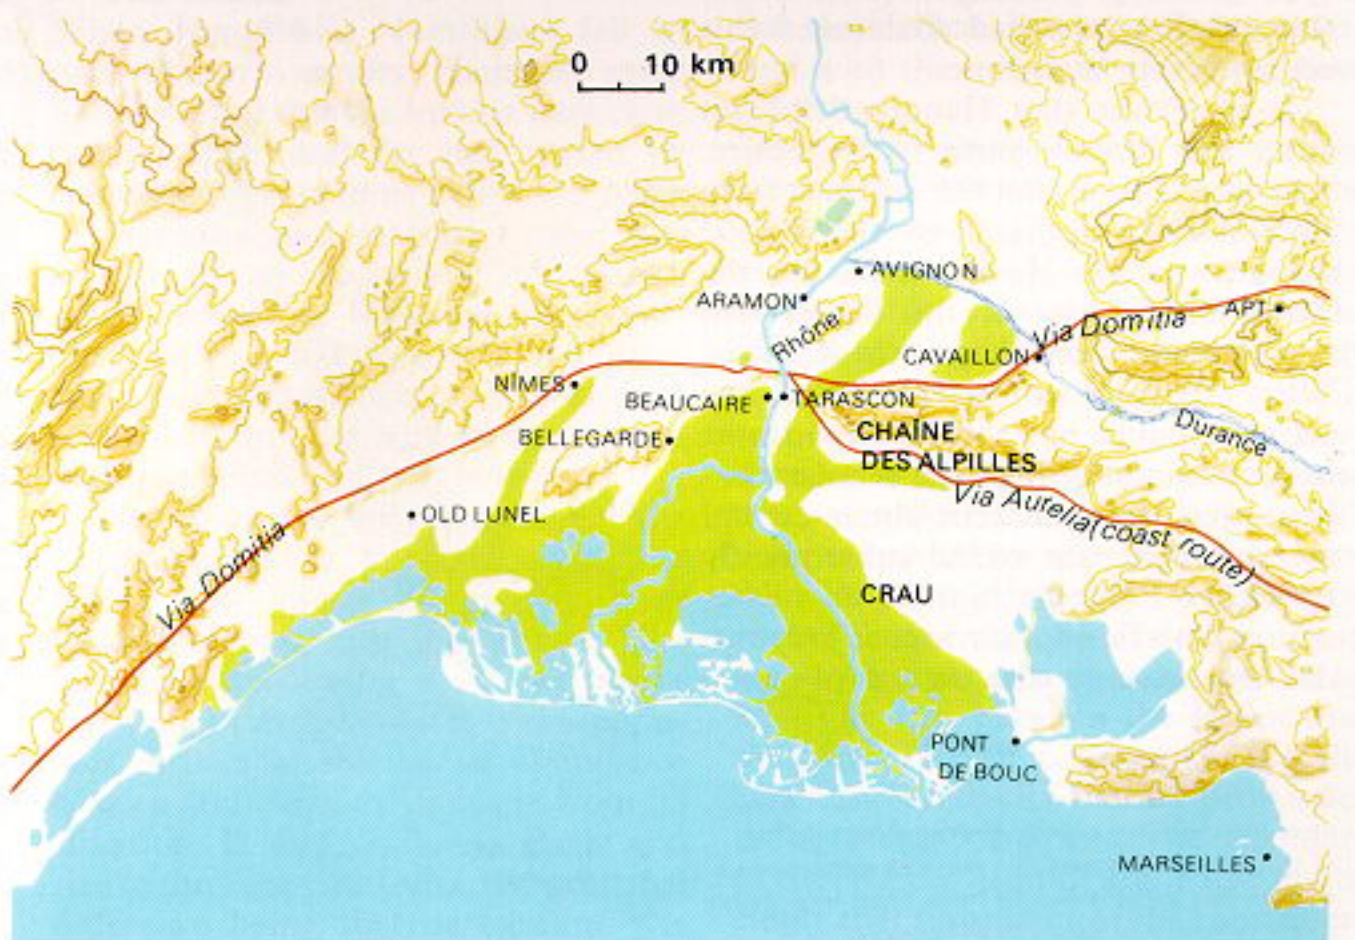 0 10 km
AVIGNON
ARAMON
Rhône
Via Domitia
APT
CAVAILLON
NÎMES
BEAUCAIRE
TARASCON
BELLEGARDE
CHAÎNE
DES ALPILLES
Durance
Via Aurelia (coast route)
OLD LUNEL
Via Domitia
CRAU
PONT
DE BOUC
MARSEILLES